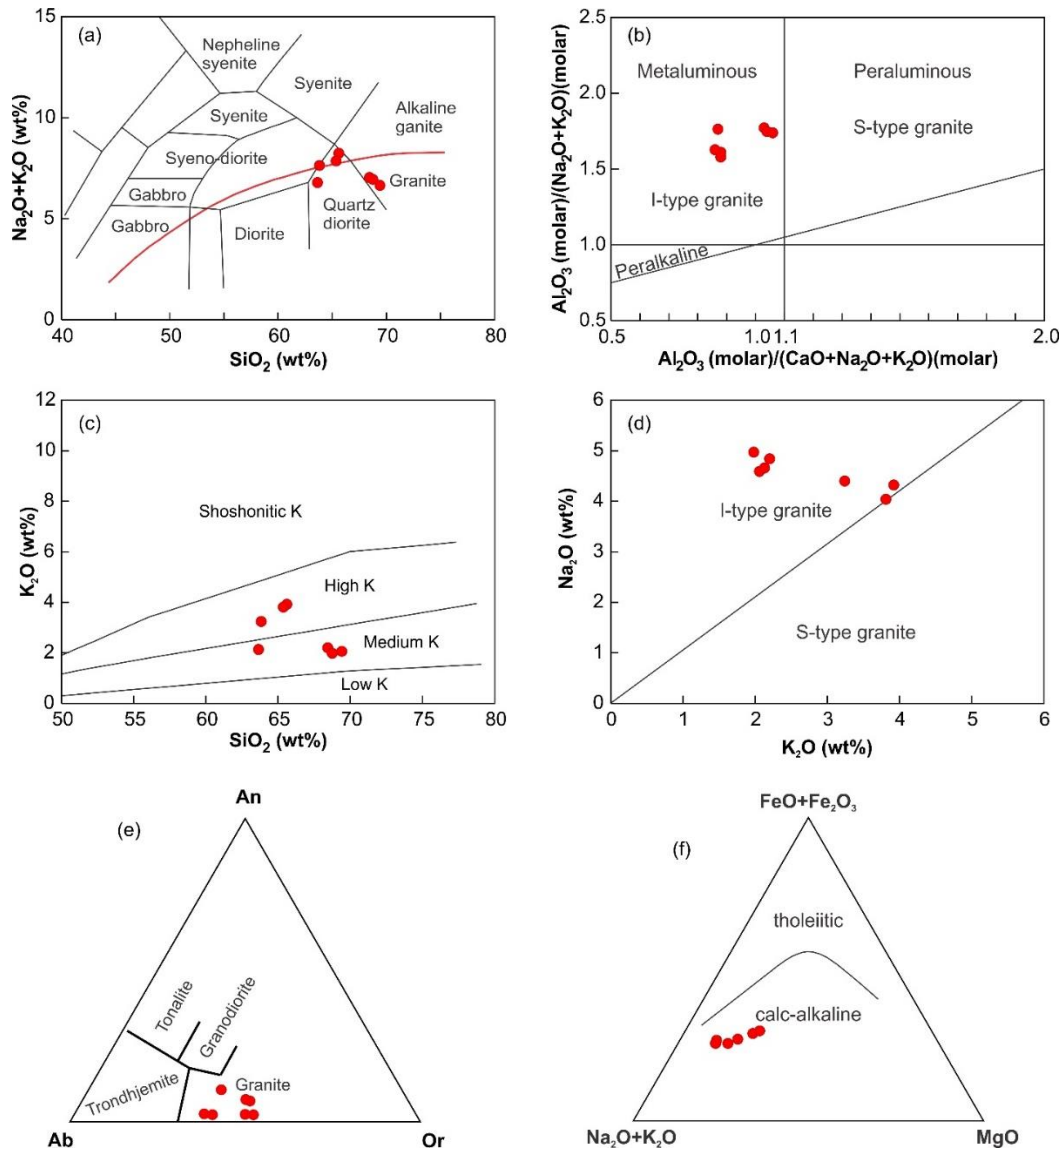 (a)
15
10
5
0
Na₂O+K₂O (wt%)
Nepheline
syenite
Syenite
Syenite
Alkaline
ganite
Syeno-diorite
Gabbro
Gabbro
Diorite
Quartz
diorite
Granite
40
50
60
70
80
SiO₂ (wt%)
(b)
2.5
2.0
1.5
1.0
0.5
Al₂O₃ (molar)/(Na₂O+K₂O)(molar)
Metaluminous
Peraluminous
S-type granite
I-type granite
Peralkaline
0.5
1.01.1
2.0
Al₂O₃ (molar)/(CaO+Na₂O+K₂O)(molar)
(c)
12
10
8
6
4
2
0
K₂O (wt%)
Shoshonitic K
High K
Medium K
Low K
50
55
60
65
70
75
80
SiO₂ (wt%)
(d)
6
5
4
3
2
1
0
Na₂O (wt%)
I-type granite
S-type granite
0
1
2
3
4
5
6
K₂O (wt%)
(e)
An
Tonalite
Granodiorite
Trondhjemite
Granite
Ab
Or
(f)
FeO+Fe₂O₃
tholeiitic
calc-alkaline
Na₂O+K₂O
MgO